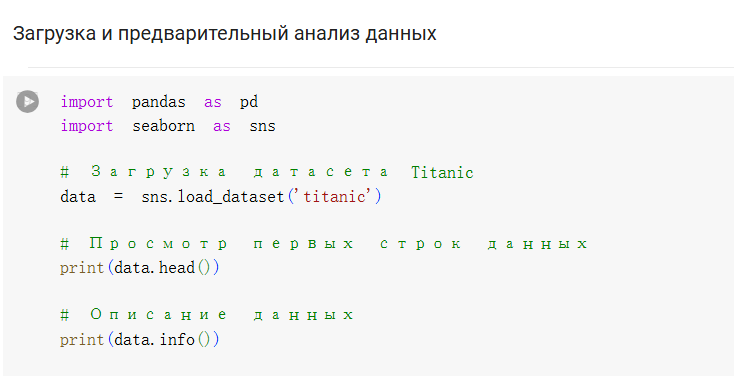 Загрузка и предварительный анализ данных
import pandas as pd
import seaborn as sns
# Загрузка датасета Titanic
data = sns.load_dataset('titanic')
# Просмотр первых строк данных
print(data.head())
# Описание данных
print(data.info())